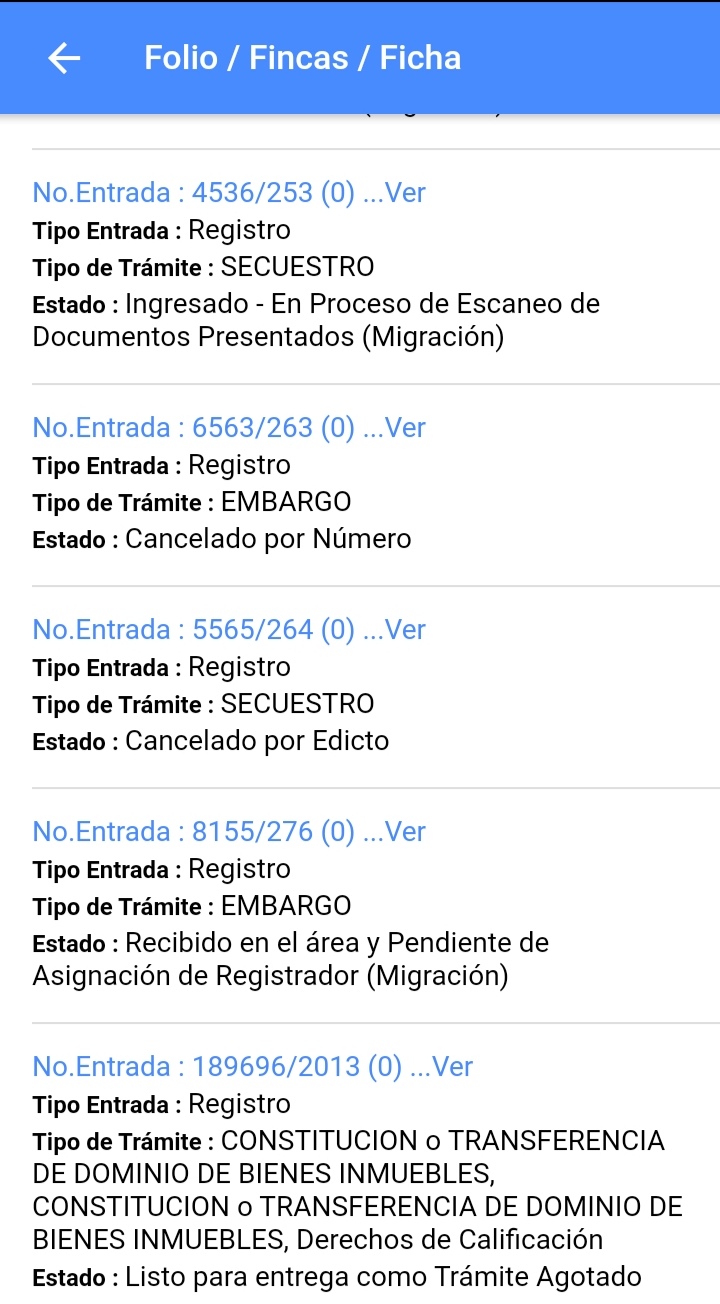 Folio / Fincas / Ficha
No.Entrada : 4536/253 (0) ...Ver
Tipo Entrada : Registro
Tipo de Trámite : SECUESTRO
Estado : Ingresado - En Proceso de Escaneo de
Documentos Presentados (Migración)
No.Entrada : 6563/263 (0) ...Ver
Tipo Entrada : Registro
Tipo de Trámite : EMBARGO
Estado : Cancelado por Número
No.Entrada : 5565/264 (0) ...Ver
Tipo Entrada : Registro
Tipo de Trámite : SECUESTRO
Estado : Cancelado por Edicto
No.Entrada : 8155/276 (0) ...Ver
Tipo Entrada : Registro
Tipo de Trámite : EMBARGO
Estado : Recibido en el área y Pendiente de
Asignación de Registrador (Migración)
No.Entrada : 189696/2013 (0) ...Ver
Tipo Entrada : Registro
Tipo de Trámite : CONSTITUCION o TRANSFERENCIA
DE DOMINIO DE BIENES INMUEBLES,
CONSTITUCION o TRANSFERENCIA DE DOMINIO DE
BIENES INMUEBLES, Derechos de Calificación
Estado : Listo para entrega como Trámite Agotado